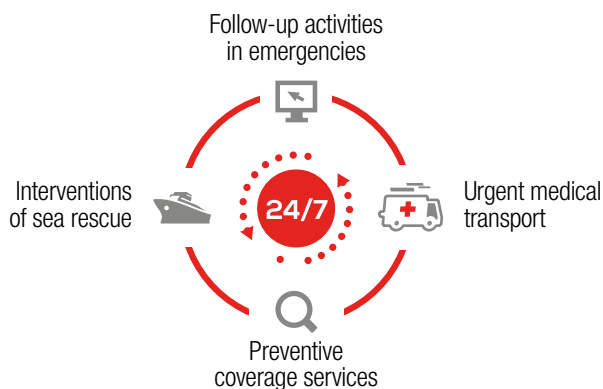 Follow-up activities
in emergencies
Interventions
of sea rescue
24/7
Urgent medical
transport
Preventive
coverage services